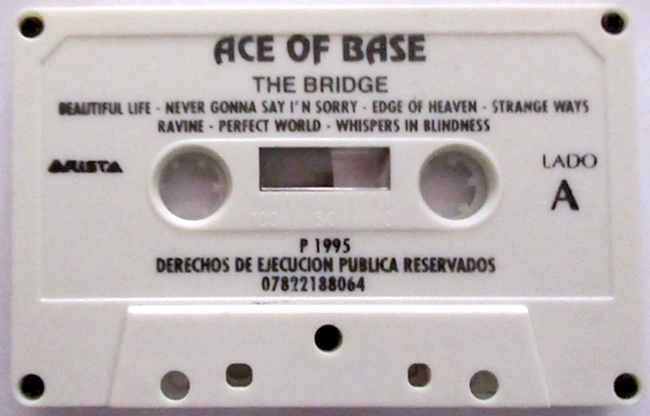 ACE OF BASE
THE BRIDGE
BEAUTIFUL LIFE - NEVER GONNA SAY I'N SORRY - EDGE OF HEAVEN - STRANGE WAYS
RAVINE - PERFECT WORLD - WHISPERS IN BLINDNESS
ARISTA
LADO
A
P 1995
DERECHOS DE EJECUCION PUBLICA RESERVADOS
07822188064